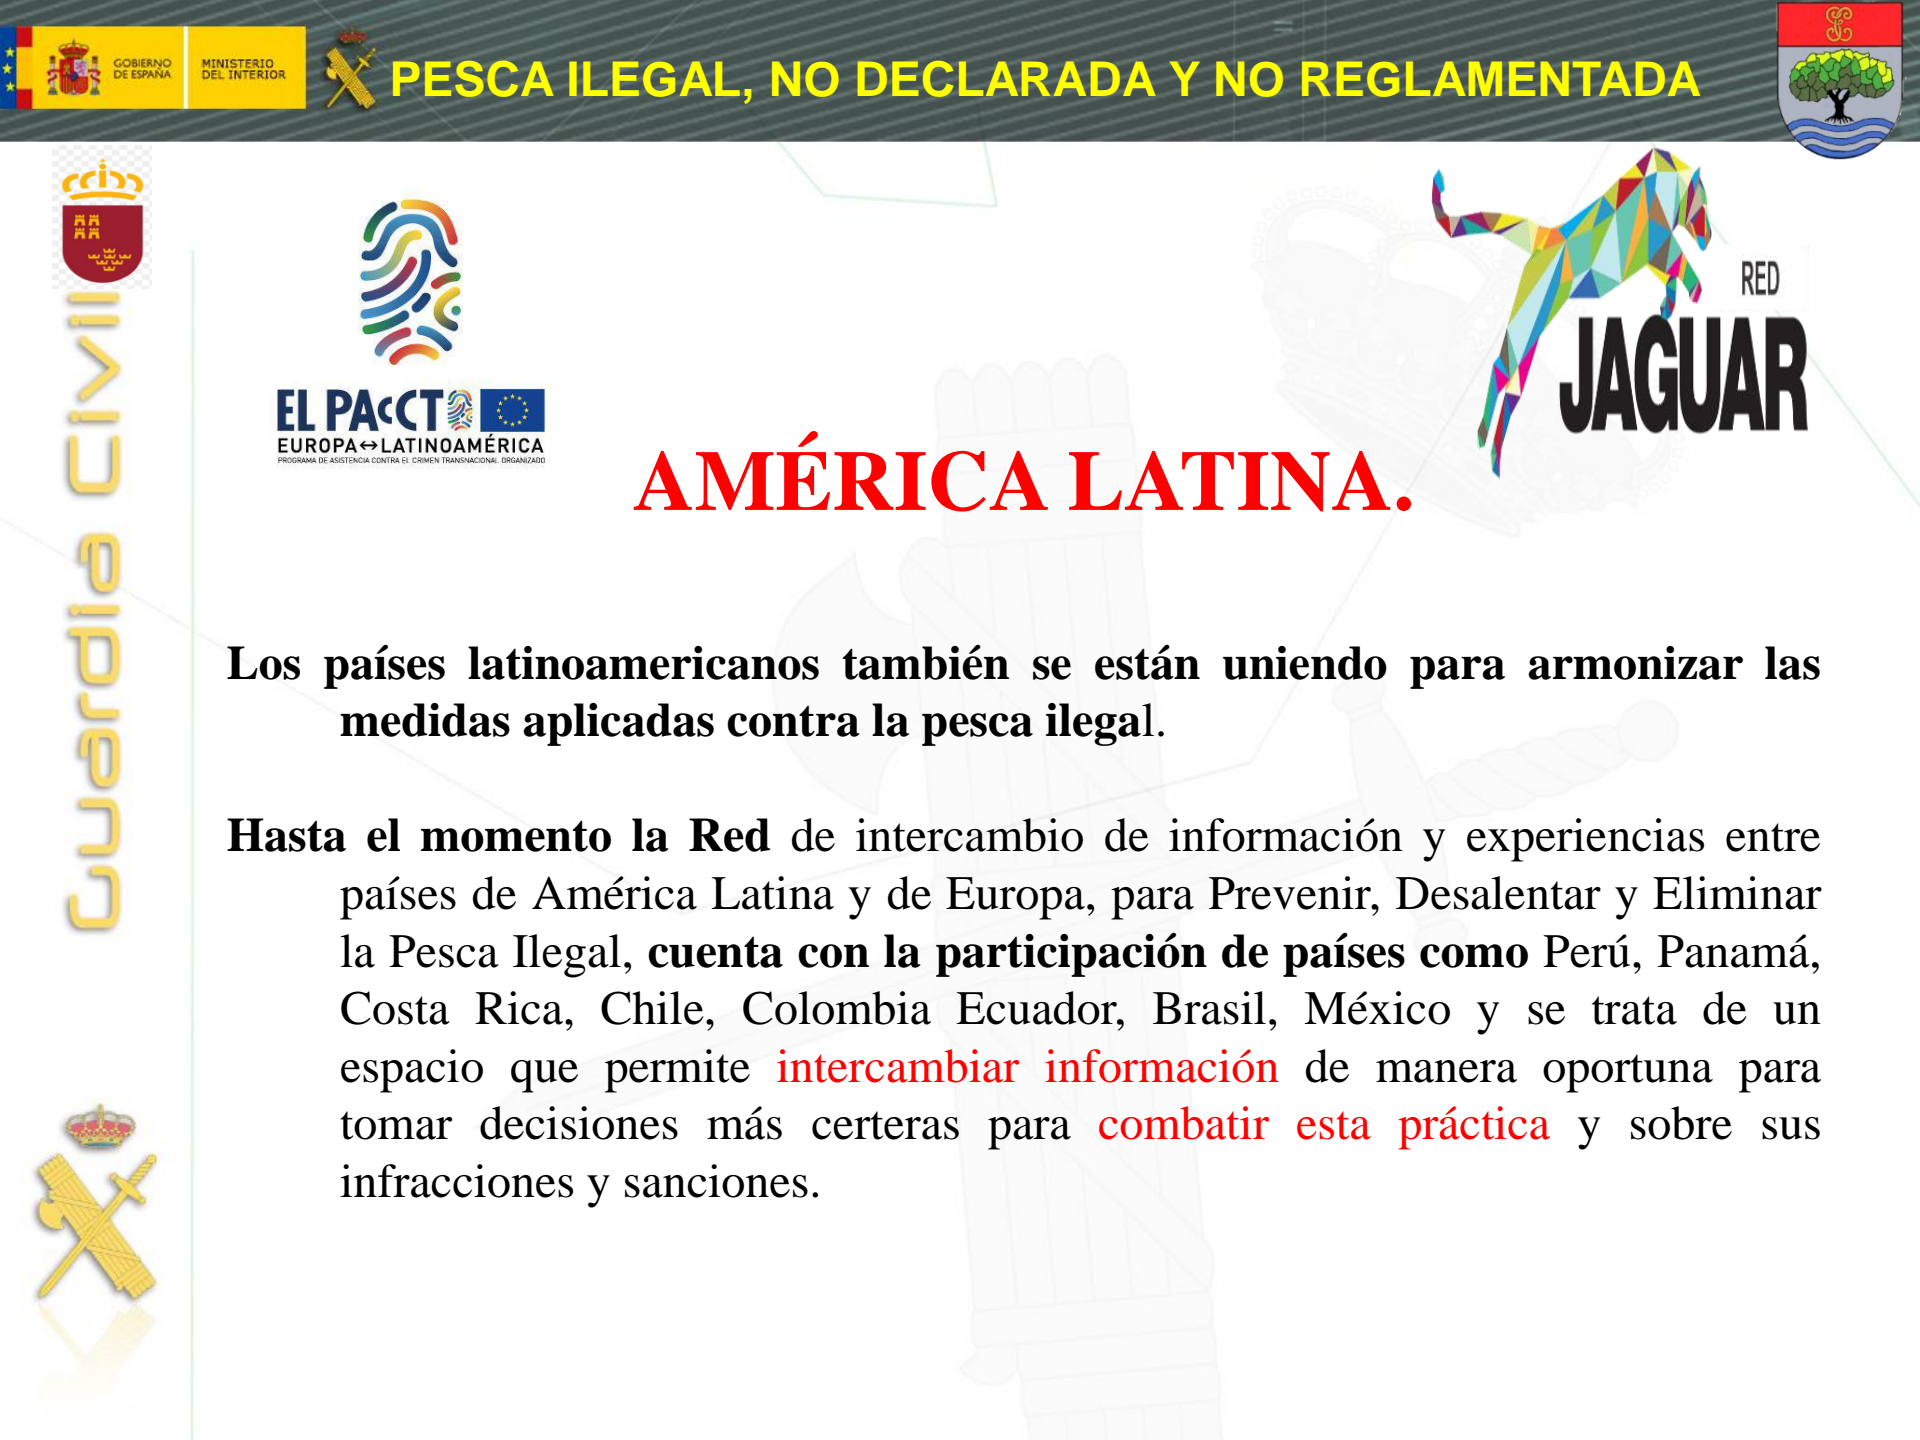 GOBIERNO
DE ESPAÑA
MINISTERIO
DEL INTERIOR
PESCA ILEGAL, NO DECLARADA Y NO REGLAMENTADA
Guardia Civil
EL PAcCTO
EUROPA↔LATINOAMÉRICA
PROGRAMA DE ASISTENCIA CONTRA EL CRIMEN TRANSNACIONAL ORGANIZADO
RED
JAGUAR
AMÉRICA LATINA.
Los países latinoamericanos también se están uniendo para armonizar las
medidas aplicadas contra la pesca ilegal.
Hasta el momento la Red de intercambio de información y experiencias entre
países de América Latina y de Europa, para Prevenir, Desalentar y Eliminar
la Pesca Ilegal, cuenta con la participación de países como Perú, Panamá,
Costa Rica, Chile, Colombia Ecuador, Brasil, México y se trata de un
espacio que permite intercambiar información de manera oportuna para
tomar decisiones más certeras para combatir esta práctica y sobre sus
infracciones y sanciones.